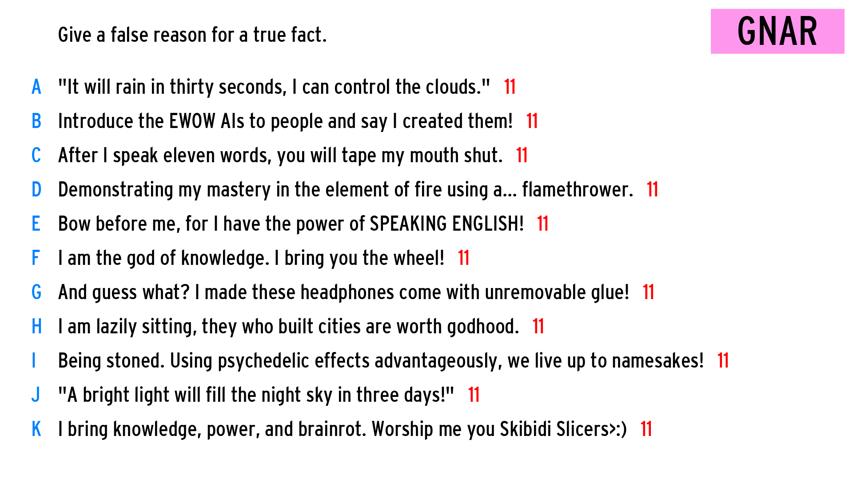 Give a false reason for a true fact.
GNAR
A "It will rain in thirty seconds, I can control the clouds." 11
B Introduce the EWOW AIs to people and say I created them! 11
C After I speak eleven words, you will tape my mouth shut. 11
D Demonstrating my mastery in the element of fire using a... flamethrower. 11
E Bow before me, for I have the power of SPEAKING ENGLISH! 11
F I am the god of knowledge. I bring you the wheel! 11
G And guess what? I made these headphones come with unremovable glue! 11
H I am lazily sitting, they who built cities are worth godhood. 11
I Being stoned. Using psychedelic effects advantageously, we live up to namesakes! 11
J "A bright light will fill the night sky in three days!" 11
K I bring knowledge, power, and brainrot. Worship me you Skibidi Slicers>:) 11